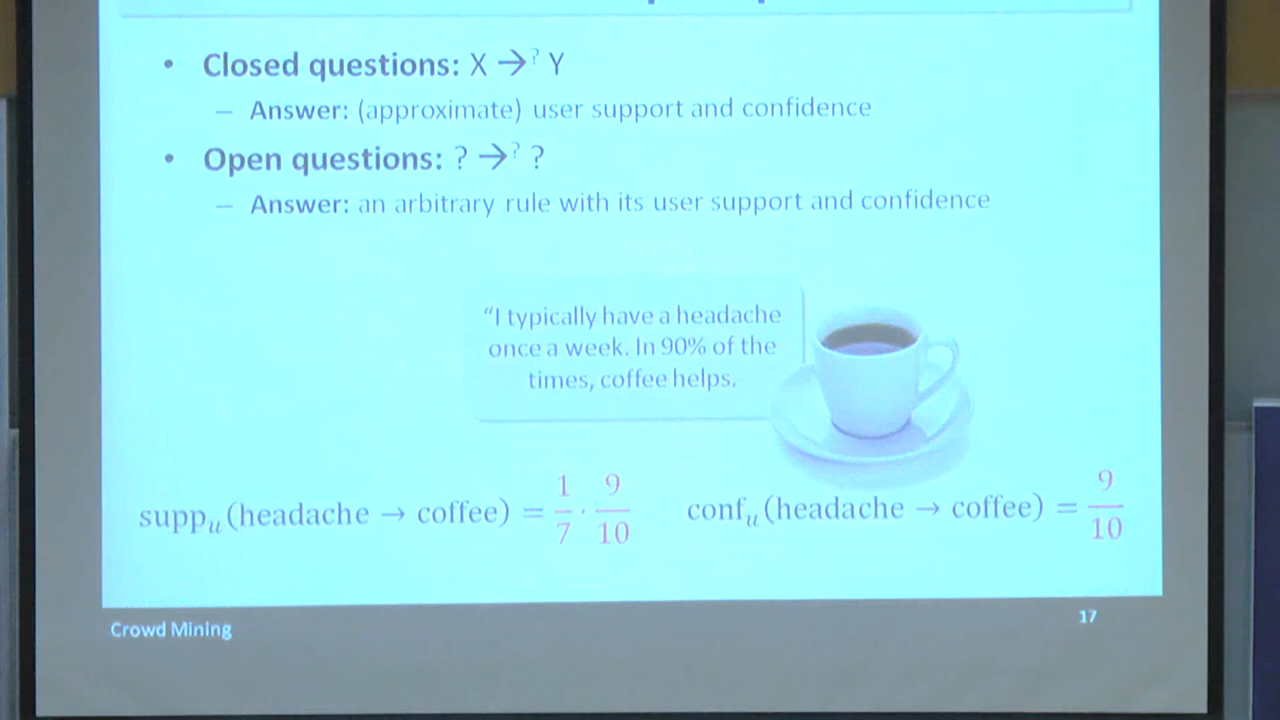 • Closed questions: X →? Y
– Answer: (approximate) user support and confidence
• Open questions: ? →? ?
– Answer: an arbitrary rule with its user support and confidence
“I typically have a headache
once a week. In 90% of the
times, coffee helps.
supp_u(headache → coffee) = 1/7 · 9/10
conf_u(headache → coffee) = 9/10
Crowd Mining
17